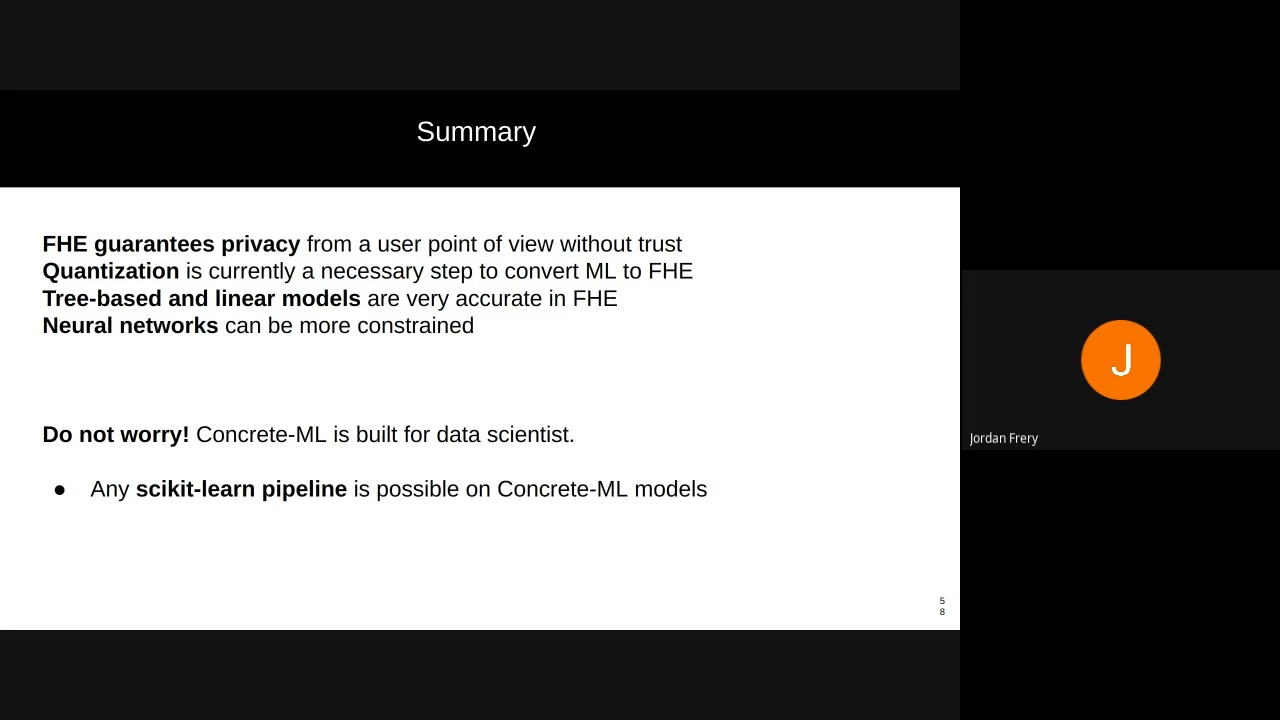 Summary
FHE guarantees privacy from a user point of view without trust
Quantization is currently a necessary step to convert ML to FHE
Tree-based and linear models are very accurate in FHE
Neural networks can be more constrained
Do not worry! Concrete-ML is built for data scientist.
● Any scikit-learn pipeline is possible on Concrete-ML models
5
8
J
Jordan Frery